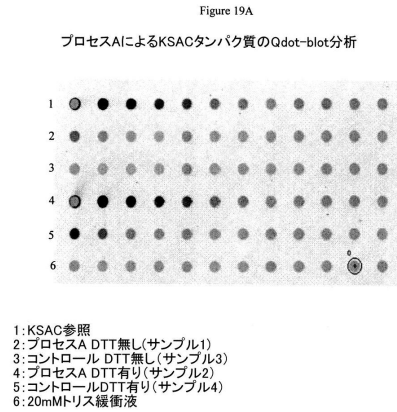 Figure 19A
プロセスAによるKSACタンパク質のQdot-blot分析
1
2
3
4
5
6
1:KSAC参照
2:プロセスA DTT無し(サンプル1)
3:コントロール DTT無し(サンプル3)
4:プロセスA DTT有り(サンプル2)
5:コントロールDTT有り(サンプル4)
6:20mMトリス緩衝液